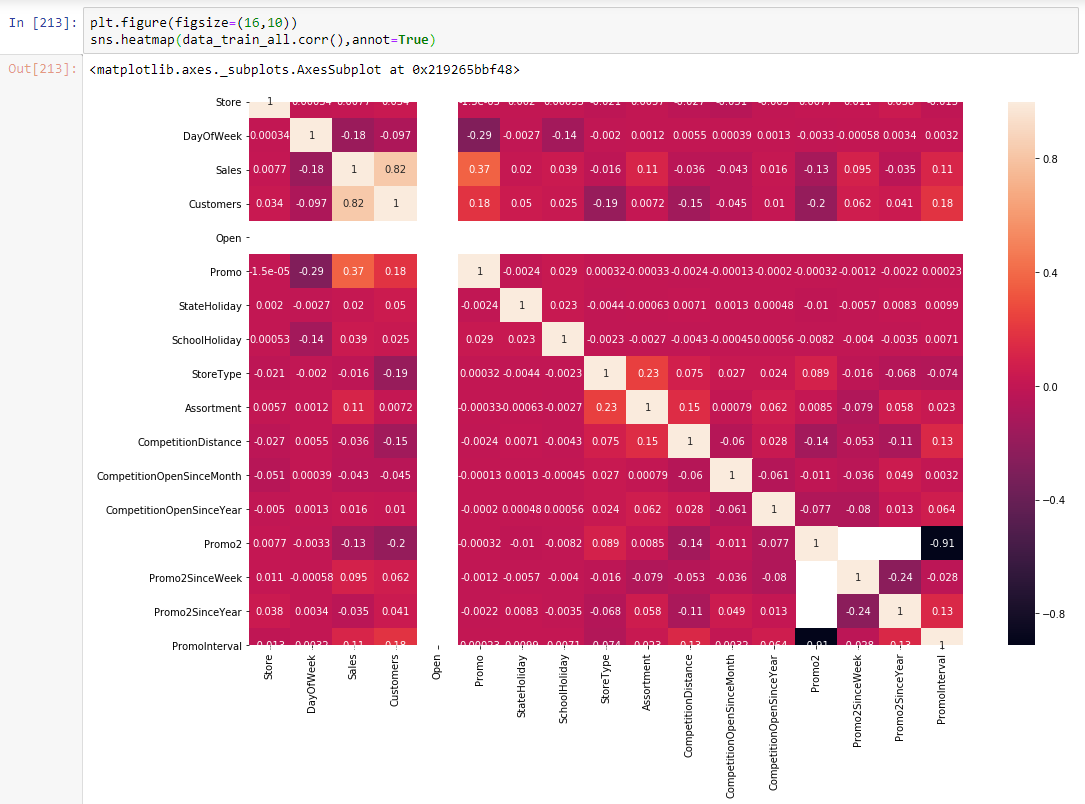 In [213]: plt.figure(figsize=(16,10))
sns.heatmap(data_train_all.corr(),annot=True)
Out[213]: <matplotlib.axes._subplots.AxesSubplot at 0x219265bbf48>
Store 1
DayOfWeek 0.00034 1 -0.18 -0.097 -0.29 -0.0027 -0.14 -0.002 0.0012 0.0055 0.00039 0.0013 -0.0033 -0.00058 0.0034 0.0032
Sales 0.0077 -0.18 1 0.82 0.37 0.02 0.039 -0.016 0.11 -0.036 -0.043 0.016 -0.13 0.095 -0.035 0.11
Customers 0.034 -0.097 0.82 1 0.18 0.05 0.025 -0.19 0.0072 -0.15 -0.045 0.01 -0.2 0.062 0.041 0.18
Open
Promo -1.5e-05 -0.29 0.37 0.18 1 -0.0024 0.029 0.00032 -0.00033 -0.0024 -0.00013 -0.0002 -0.00032 -0.0012 -0.0022 0.00023
StateHoliday 0.002 -0.0027 0.02 0.05 -0.0024 1 0.023 -0.0044 -0.00063 0.0071 0.0013 0.00048 -0.01 -0.0057 0.0083 0.0099
SchoolHoliday 0.00053 -0.14 0.039 0.025 0.029 0.023 1 -0.0023 -0.0027 -0.0043 -0.00045 0.00056 -0.0082 -0.004 -0.0035 0.0071
StoreType -0.021 -0.002 -0.016 -0.19 0.00032 -0.0044 -0.0023 1 0.23 0.075 0.027 0.024 0.089 -0.016 -0.068 -0.074
Assortment 0.0057 0.0012 0.11 0.0072 -0.00033 -0.00063 -0.0027 0.23 1 0.15 0.00079 0.062 0.0085 -0.079 0.058 0.023
CompetitionDistance -0.027 0.0055 -0.036 -0.15 -0.0024 0.0071 -0.0043 0.075 0.15 1 -0.06 0.028 -0.14 -0.053 -0.11 0.13
CompetitionOpenSinceMonth -0.051 0.00039 -0.043 -0.045 -0.00013 0.0013 -0.00045 0.027 0.00079 -0.06 1 -0.061 -0.011 -0.036 0.049 0.0032
CompetitionOpenSinceYear -0.005 0.0013 0.016 0.01 -0.0002 0.00048 0.00056 0.024 0.062 0.028 -0.061 1 -0.077 -0.08 0.013 0.064
Promo2 0.0077 -0.0033 -0.13 -0.2 -0.00032 -0.01 -0.0082 0.089 0.0085 -0.14 -0.011 -0.077 1 -0.91
Promo2SinceWeek 0.011 -0.00058 0.095 0.062 -0.0012 -0.0057 -0.004 -0.016 -0.079 -0.053 -0.036 -0.08 1 -0.24 -0.028
Promo2SinceYear 0.038 0.0034 -0.035 0.041 -0.0022 0.0083 -0.0035 -0.068 0.058 -0.11 0.049 0.013 -0.24 1 0.13
PromoInterval 1
Store
DayOfWeek
Sales
Customers
Open
Promo
StateHoliday
SchoolHoliday
StoreType
Assortment
CompetitionDistance
CompetitionOpenSinceMonth
CompetitionOpenSinceYear
Promo2
Promo2SinceWeek
Promo2SinceYear
PromoInterval
0.8
0.4
0.0
−0.4
−0.8